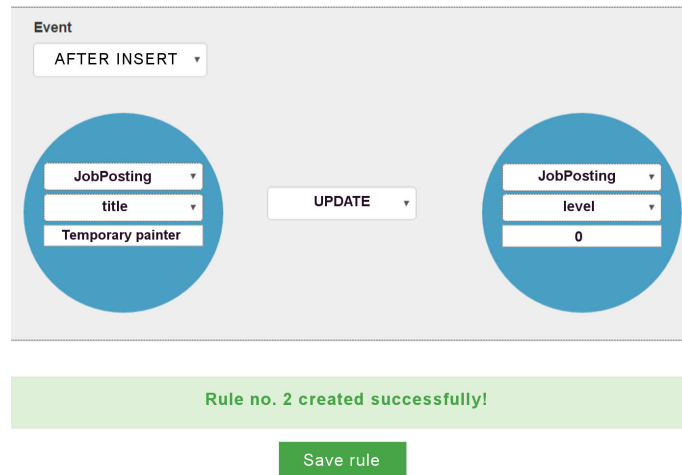 Event
AFTER INSERT
JobPosting
title
Temporary painter
UPDATE
JobPosting
level
0
Rule no. 2 created successfully!
Save rule